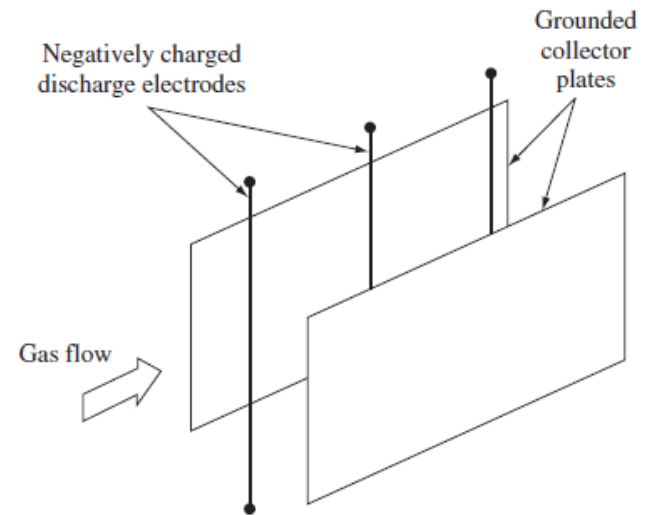 Negatively charged
discharge electrodes
Grounded
collector
plates
Gas flow